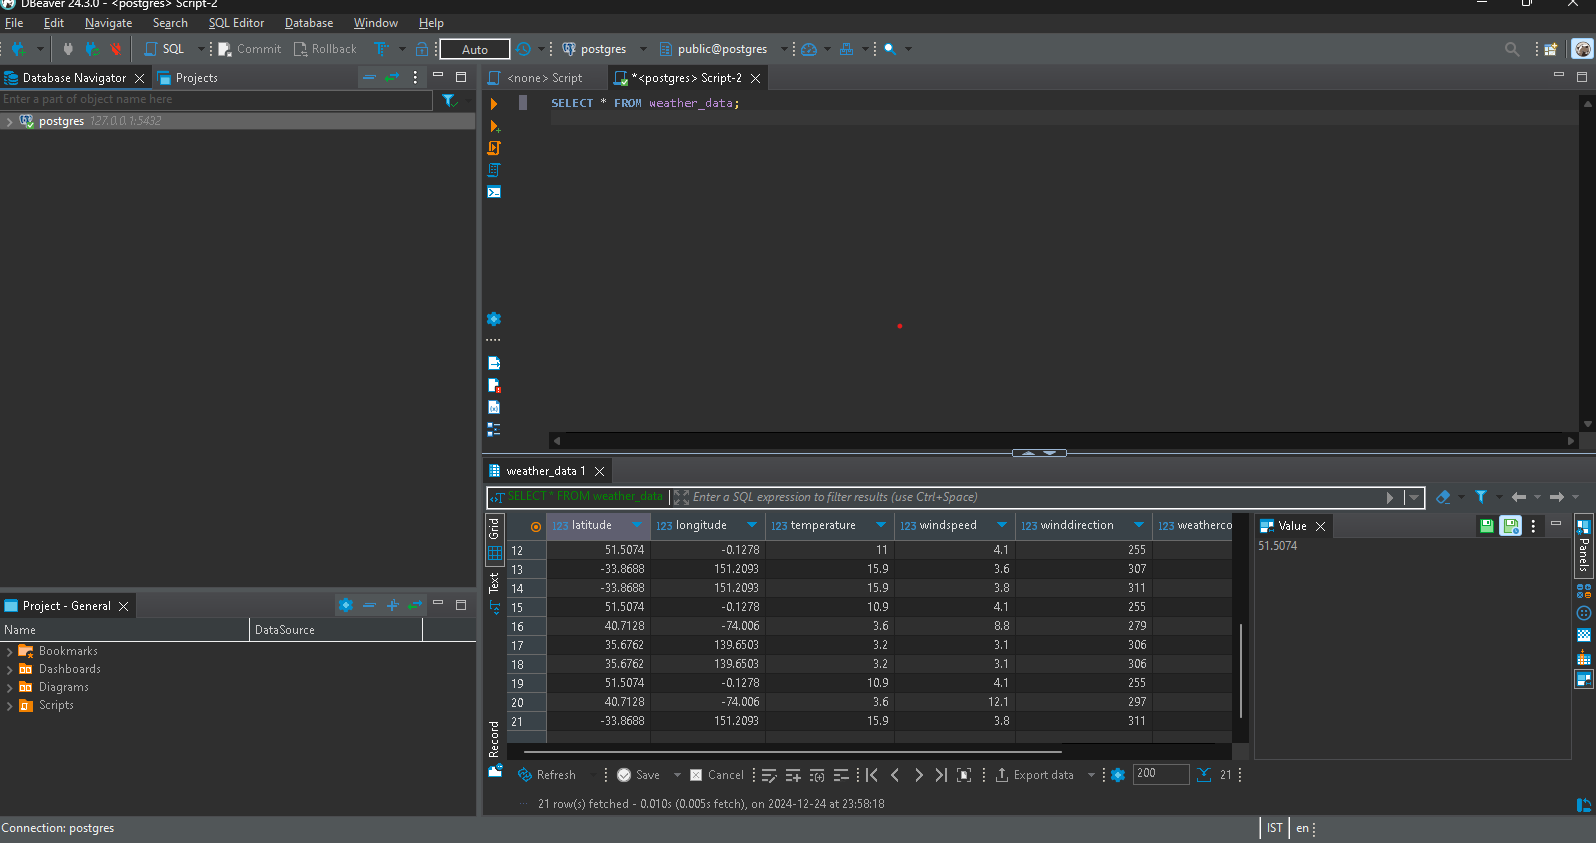 DBeaver 24.3.0 - <postgres> Script-2
File Edit Navigate Search SQL Editor Database Window Help
SQL Commit Rollback Auto postgres public@postgres
Database Navigator Projects
Enter a part of object name here
postgres 127.0.0.1:5432
<none> Script *<postgres> Script-2
SELECT * FROM weather_data;
Project - General
Name DataSource
Bookmarks
Dashboards
Diagrams
Scripts
weather_data 1
SELECT * FROM weather_data Enter a SQL expression to filter results (use Ctrl+Space)
Grid
Text
Record
123 latitude 123 longitude 123 temperature 123 windspeed 123 winddirection 123 weatherco
12 51.5074 -0.1278 11 4.1 255
13 -33.8688 151.2093 15.9 3.6 307
14 -33.8688 151.2093 15.9 3.8 311
15 51.5074 -0.1278 10.9 4.1 255
16 40.7128 -74.006 3.6 8.8 279
17 35.6762 139.6503 3.2 3.1 306
18 35.6762 139.6503 3.2 3.1 306
19 51.5074 -0.1278 10.9 4.1 255
20 40.7128 -74.006 3.6 12.1 297
21 -33.8688 151.2093 15.9 3.8 311
Value
51.5074
Panels
Refresh Save Cancel Export data 200 21
21 row(s) fetched - 0.010s (0.005s fetch), on 2024-12-24 at 23:58:18
Connection: postgres
IST en